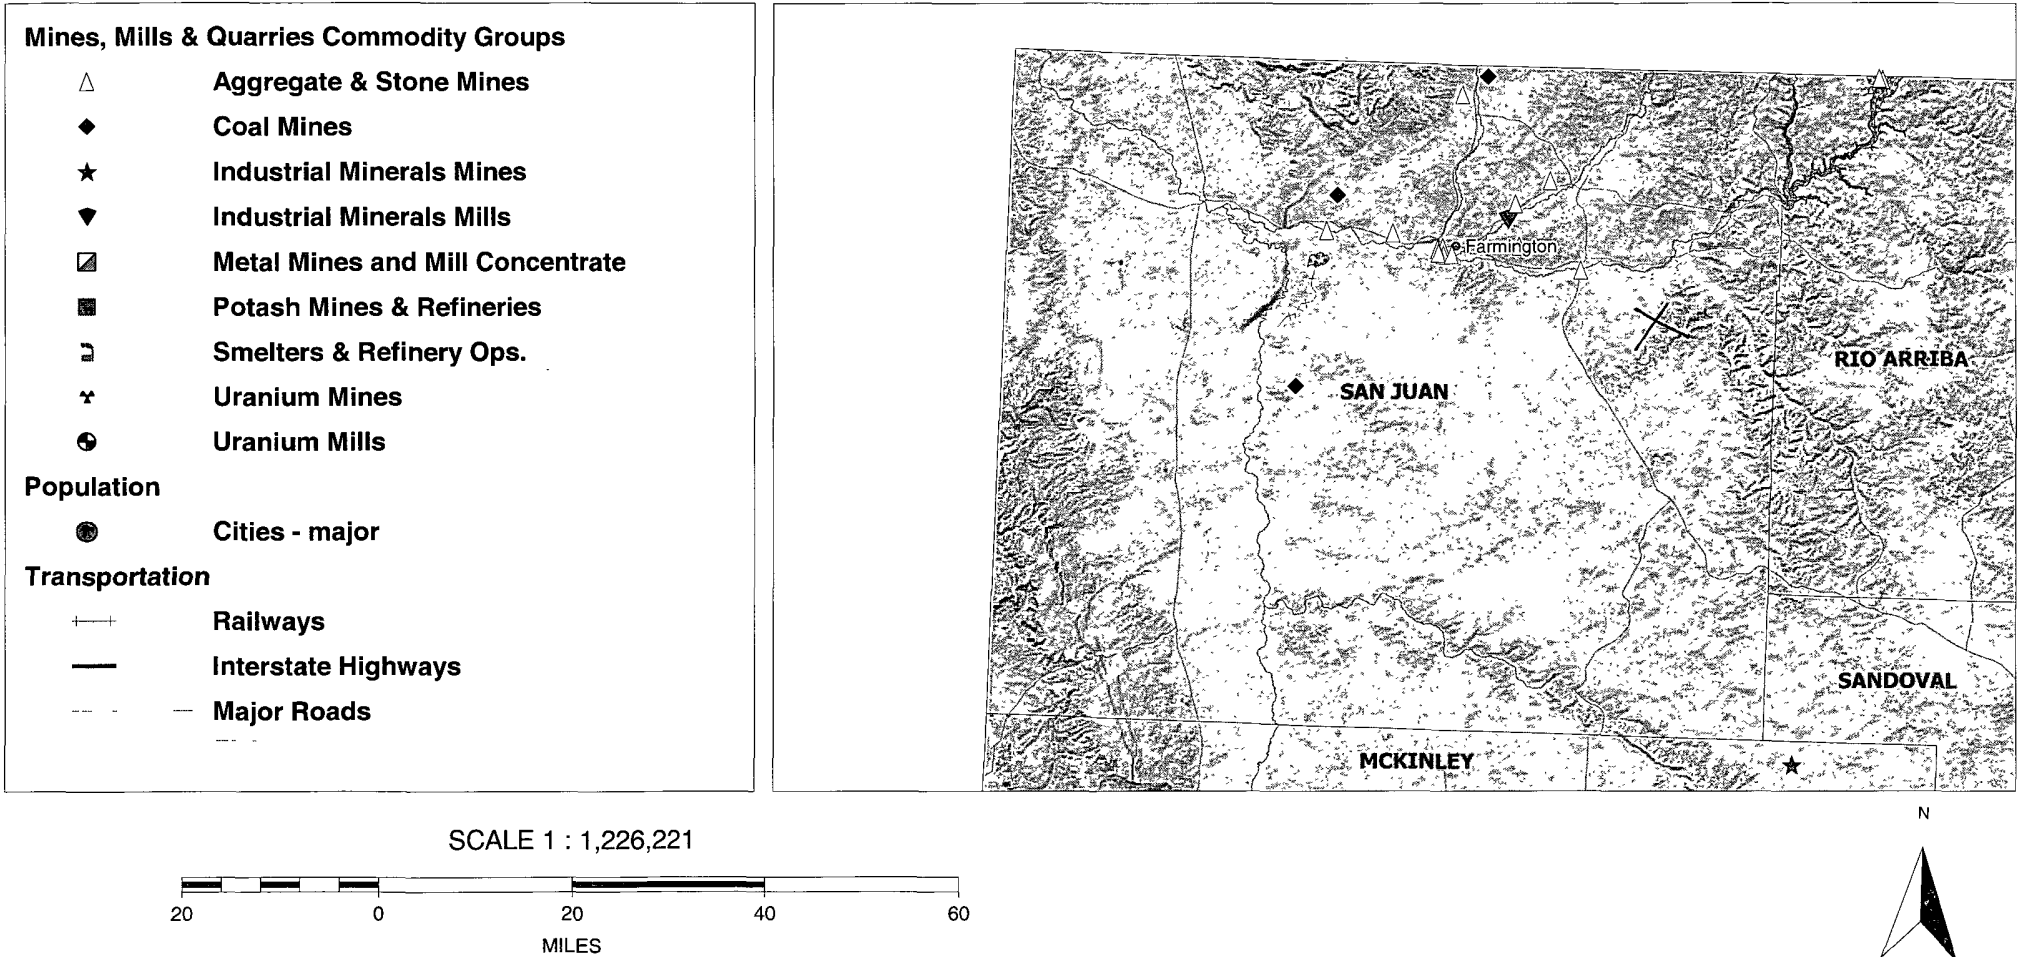 Mines, Mills & Quarries Commodity Groups
Aggregate & Stone Mines
Coal Mines
Industrial Minerals Mines
Industrial Minerals Mills
Metal Mines and Mill Concentrate
Potash Mines & Refineries
Smelters & Refinery Ops.
Uranium Mines
Uranium Mills
Population
Cities - major
Transportation
Railways
Interstate Highways
Major Roads
Farmington
RIO ARRIBA
SAN JUAN
SANDOVAL
MCKINLEY
SCALE 1 : 1,226,221
20 0 20 40 60
MILES
N